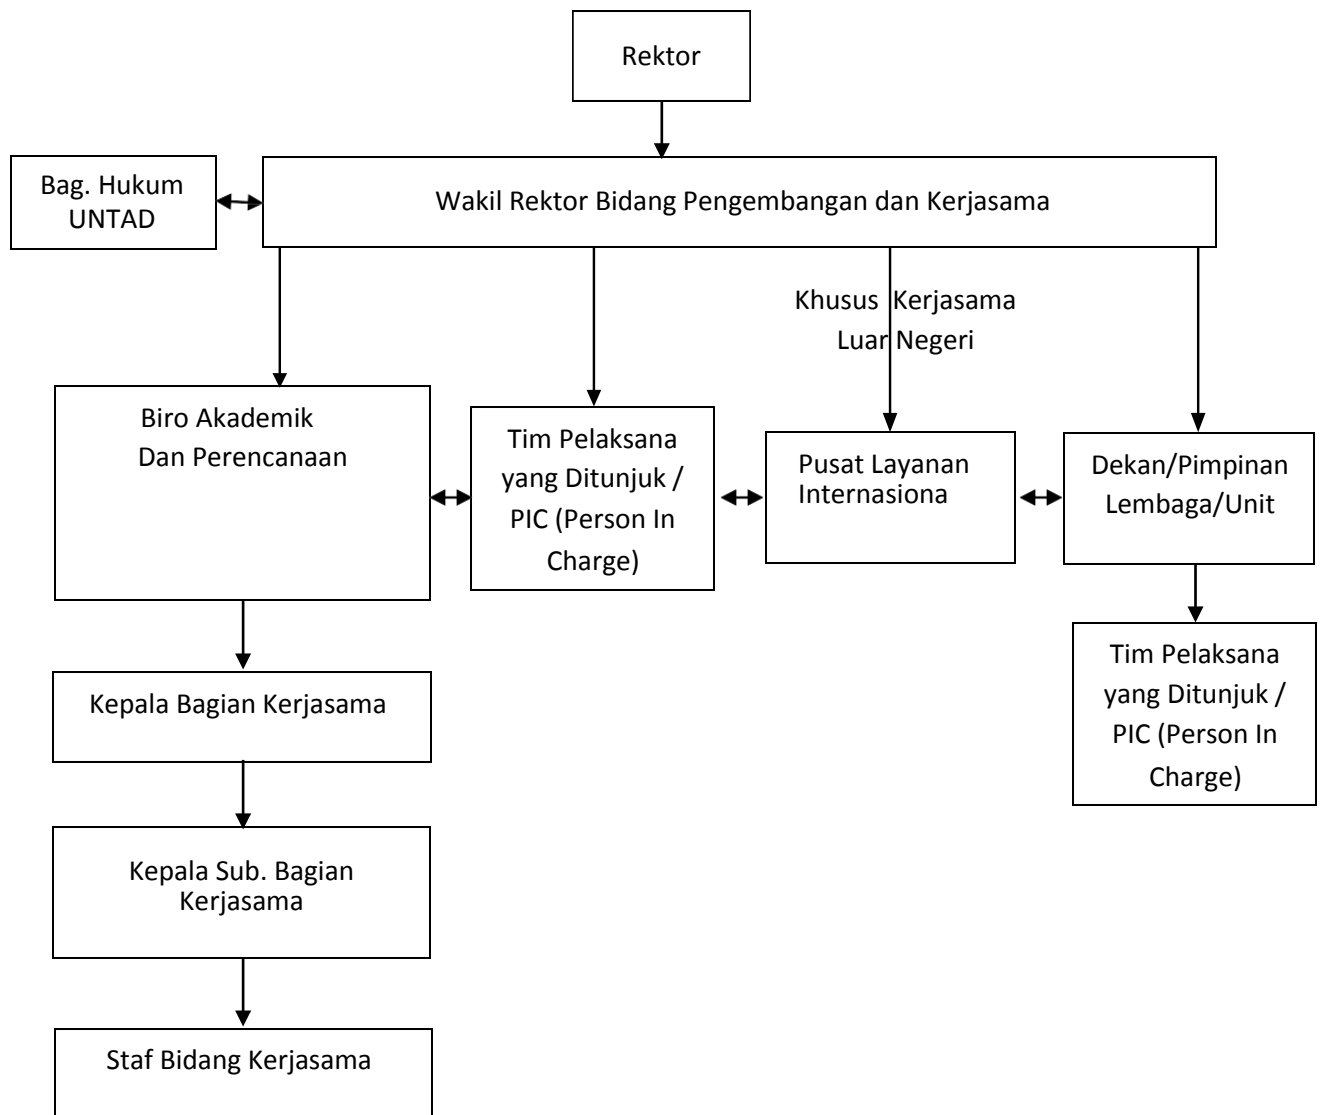 Rektor
Bag. Hukum
UNTAD
Wakil Rektor Bidang Pengembangan dan Kerjasama
Khusus Kerjasama
Luar Negeri
Biro Akademik
Dan Perencanaan
Tim Pelaksana
yang Ditunjuk /
PIC (Person In
Charge)
Pusat Layanan
Internasiona
Dekan/Pimpinan
Lembaga/Unit
Tim Pelaksana
yang Ditunjuk /
PIC (Person In
Charge)
Kepala Bagian Kerjasama
Kepala Sub. Bagian
Kerjasama
Staf Bidang Kerjasama